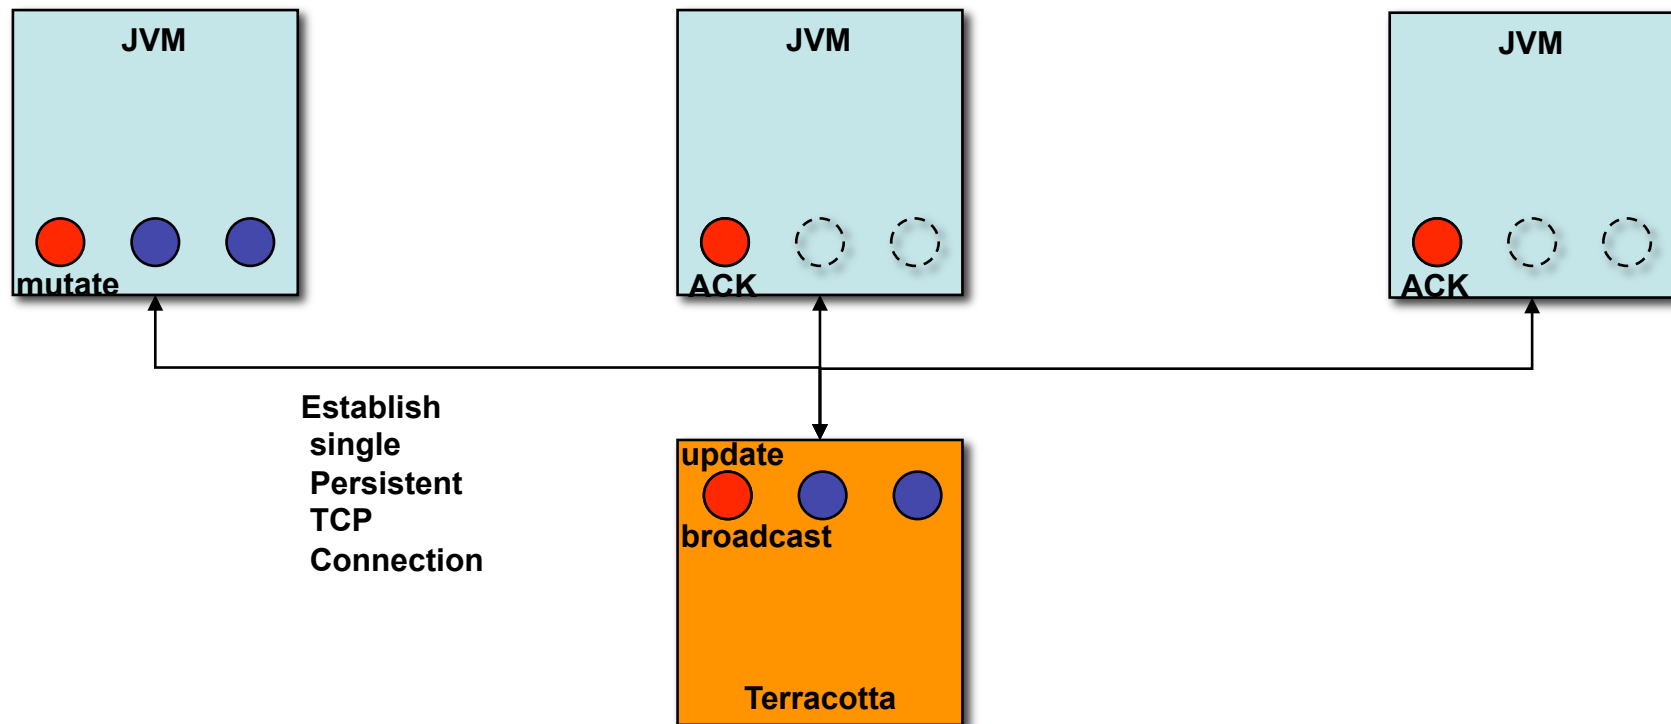 JVM
JVM
JVM
mutate
ACK
ACK
Establish
single
Persistent
TCP
Connection
update
broadcast
Terracotta